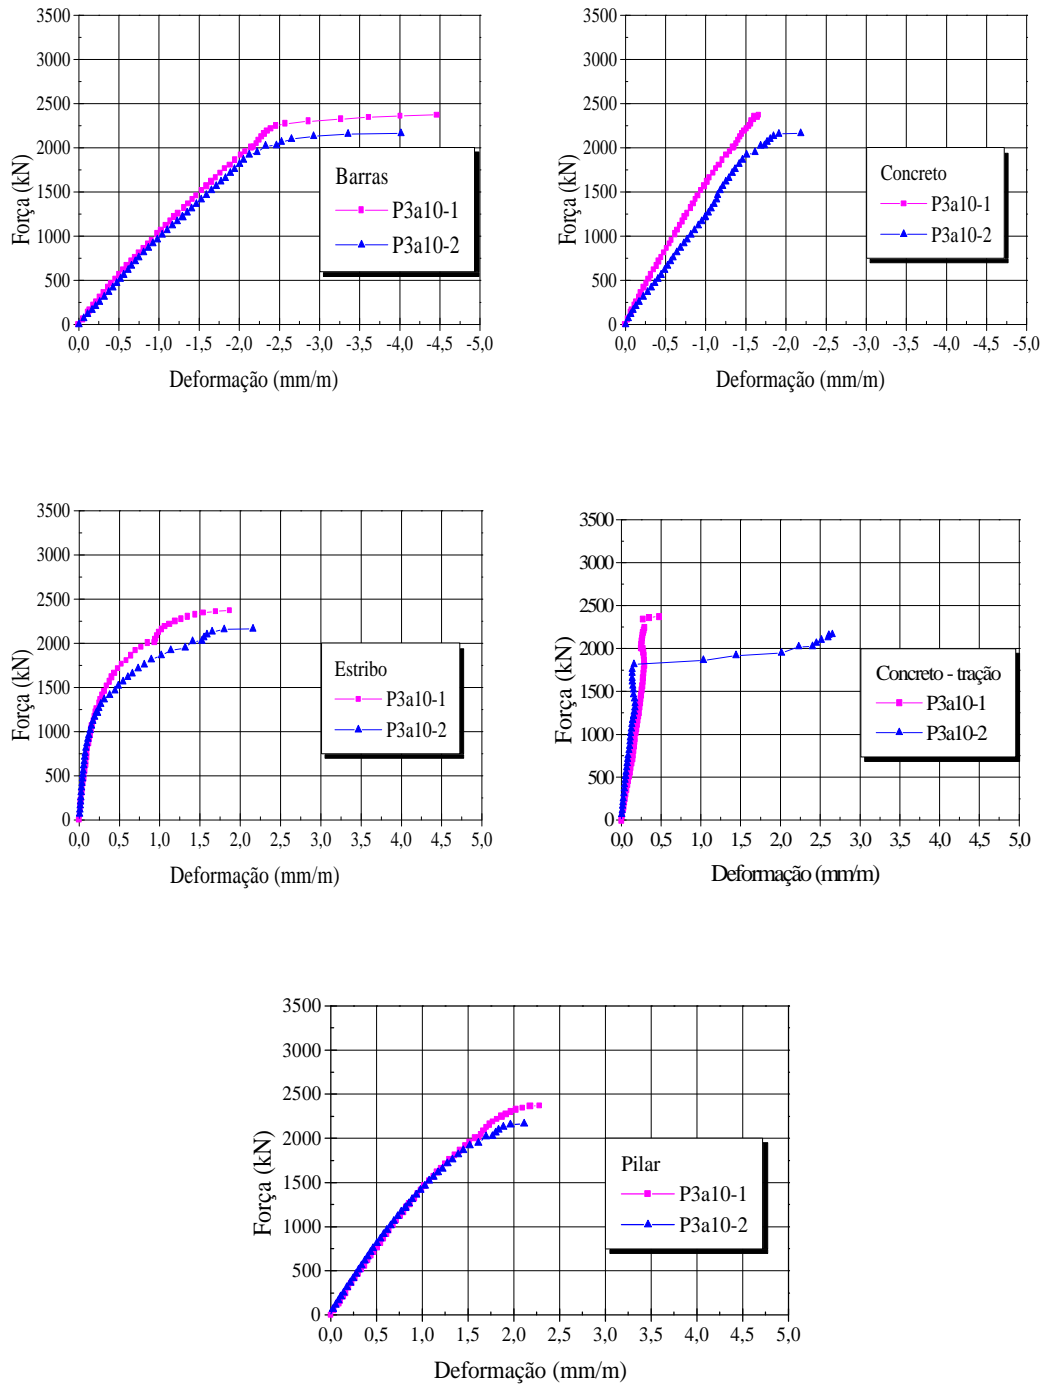 3500
3000
2500
2000
1500
1000
500
0
Força (kN)
0,0 -0,5 -1,0 -1,5 -2,0 -2,5 -3,0 -3,5 -4,0 -4,5 -5,0
Deformação (mm/m)
Barras
P3a10-1
P3a10-2
3500
3000
2500
2000
1500
1000
500
0
Força (kN)
0,0 -0,5 -1,0 -1,5 -2,0 -2,5 -3,0 -3,5 -4,0 -4,5 -5,0
Deformação (mm/m)
Concreto
P3a10-1
P3a10-2
3500
3000
2500
2000
1500
1000
500
0
Força (kN)
0,0 0,5 1,0 1,5 2,0 2,5 3,0 3,5 4,0 4,5 5,0
Deformação (mm/m)
Estribo
P3a10-1
P3a10-2
3500
3000
2500
2000
1500
1000
500
0
Força (kN)
0,0 0,5 1,0 1,5 2,0 2,5 3,0 3,5 4,0 4,5 5,0
Deformação (mm/m)
Concreto - tração
P3a10-1
P3a10-2
3500
3000
2500
2000
1500
1000
500
0
Força (kN)
0,0 0,5 1,0 1,5 2,0 2,5 3,0 3,5 4,0 4,5 5,0
Deformação (mm/m)
Pilar
P3a10-1
P3a10-2